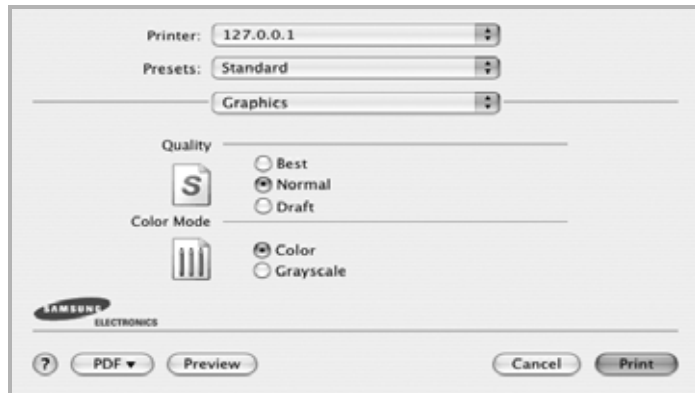 Printer: 127.0.0.1
Presets: Standard
Graphics
Quality
Best
S
Normal
Draft
Color Mode
Color
Grayscale
SAMSUNG
ELECTRONICS
? PDF Preview Cancel Print